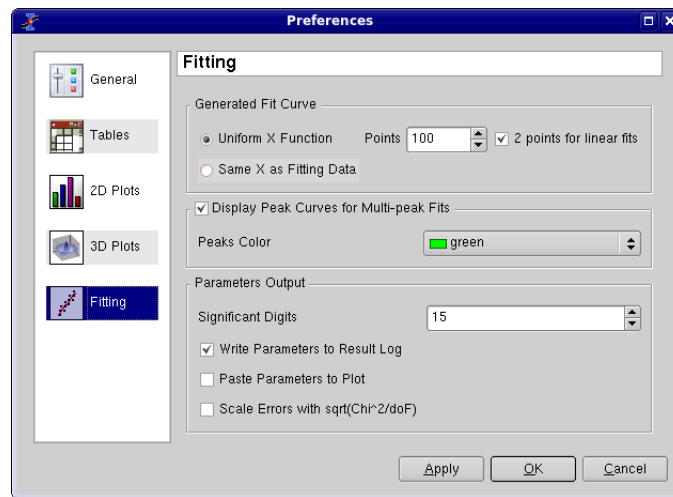 Preferences
General
Tables
2D Plots
3D Plots
Fitting
Fitting
Generated Fit Curve
Uniform X Function Points 100 2 points for linear fits
Same X as Fitting Data
Display Peak Curves for Multi-peak Fits
Peaks Color green
Parameters Output
Significant Digits 15
Write Parameters to Result Log
Paste Parameters to Plot
Scale Errors with sqrt(Chi^2/doF)
Apply OK Cancel